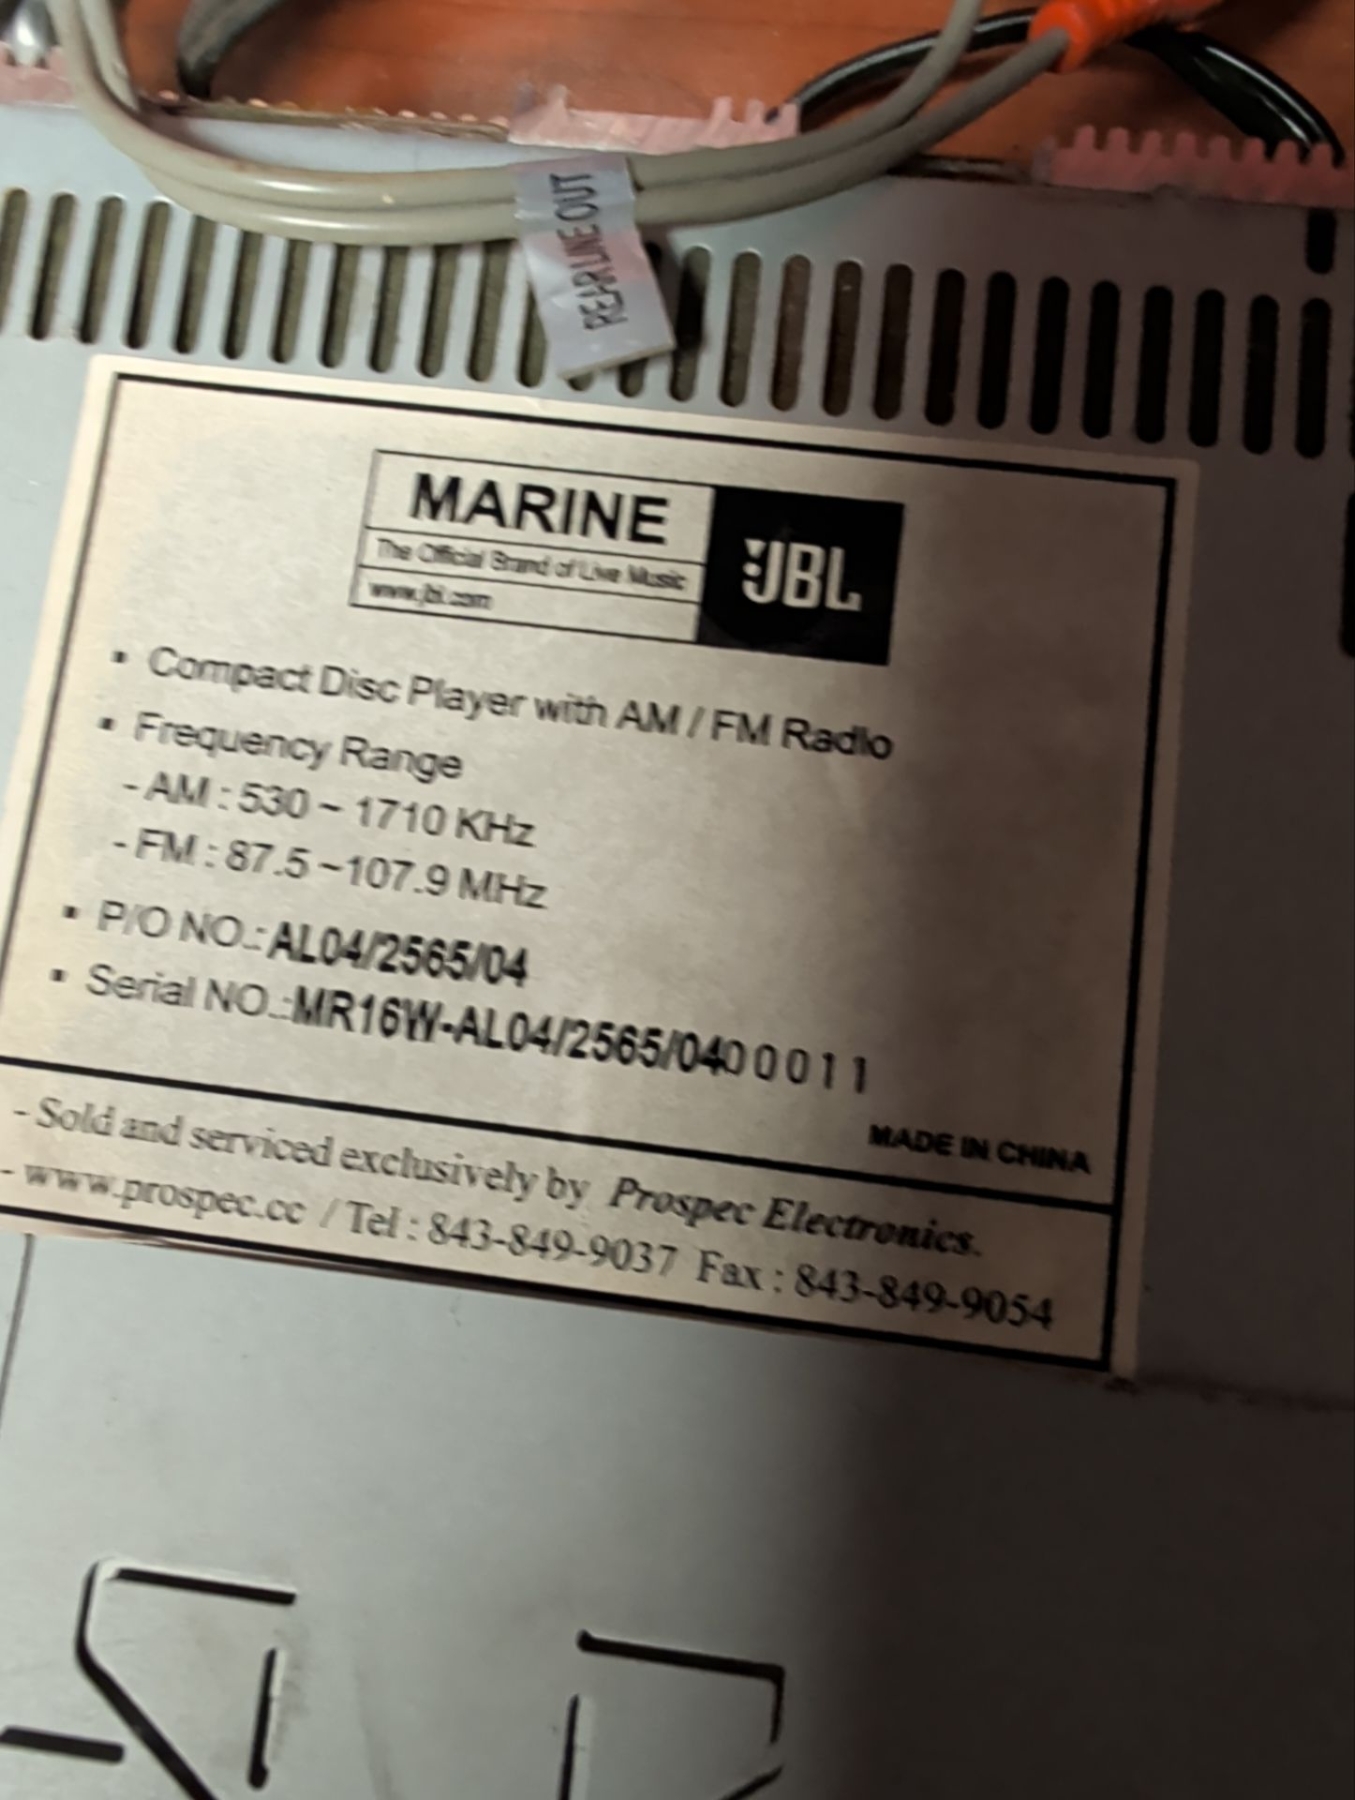 REAR LINE OUT
MARINE
The Official Brand of Live Music
www.jbl.com
JBL
▪ Compact Disc Player with AM / FM Radio
▪ Frequency Range
- AM : 530 ~ 1710 KHz
- FM : 87.5 ~107.9 MHz
▪ P/O NO.: AL04/2565/04
▪ Serial NO.:MR16W-AL04/2565/0400011
MADE IN CHINA
- Sold and serviced exclusively by Prospec Electronics.
- www.prospec.cc / Tel : 843-849-9037 Fax : 843-849-9054